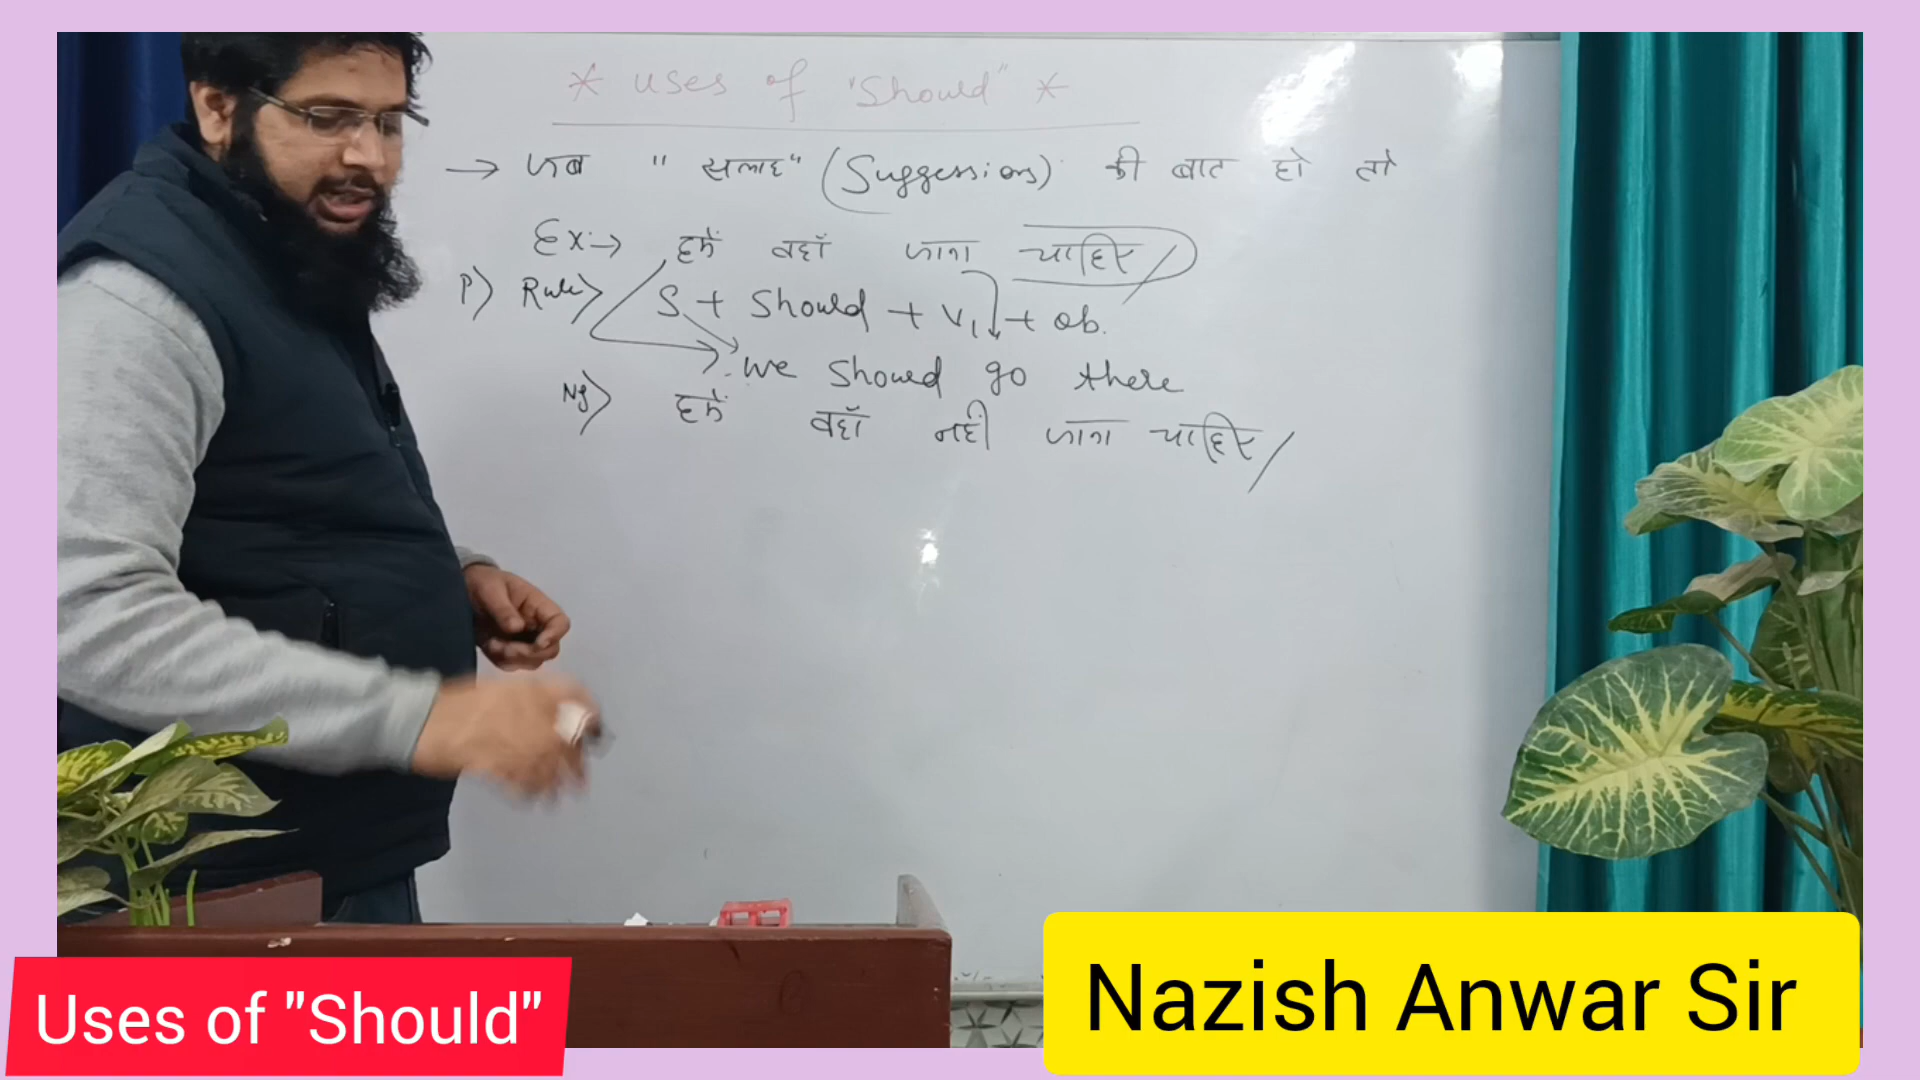 * uses of "Should" *
→ जब "सलाह" (Suggessions) की बात हो तो
Ex:→ हमें वहाँ जाना चाहिए/
P) Rule> S + Should + V1 + ob.
We Should go there
Ng> हमें वहाँ नहीं जाना चाहिए/
Uses of "Should"
Nazish Anwar Sir